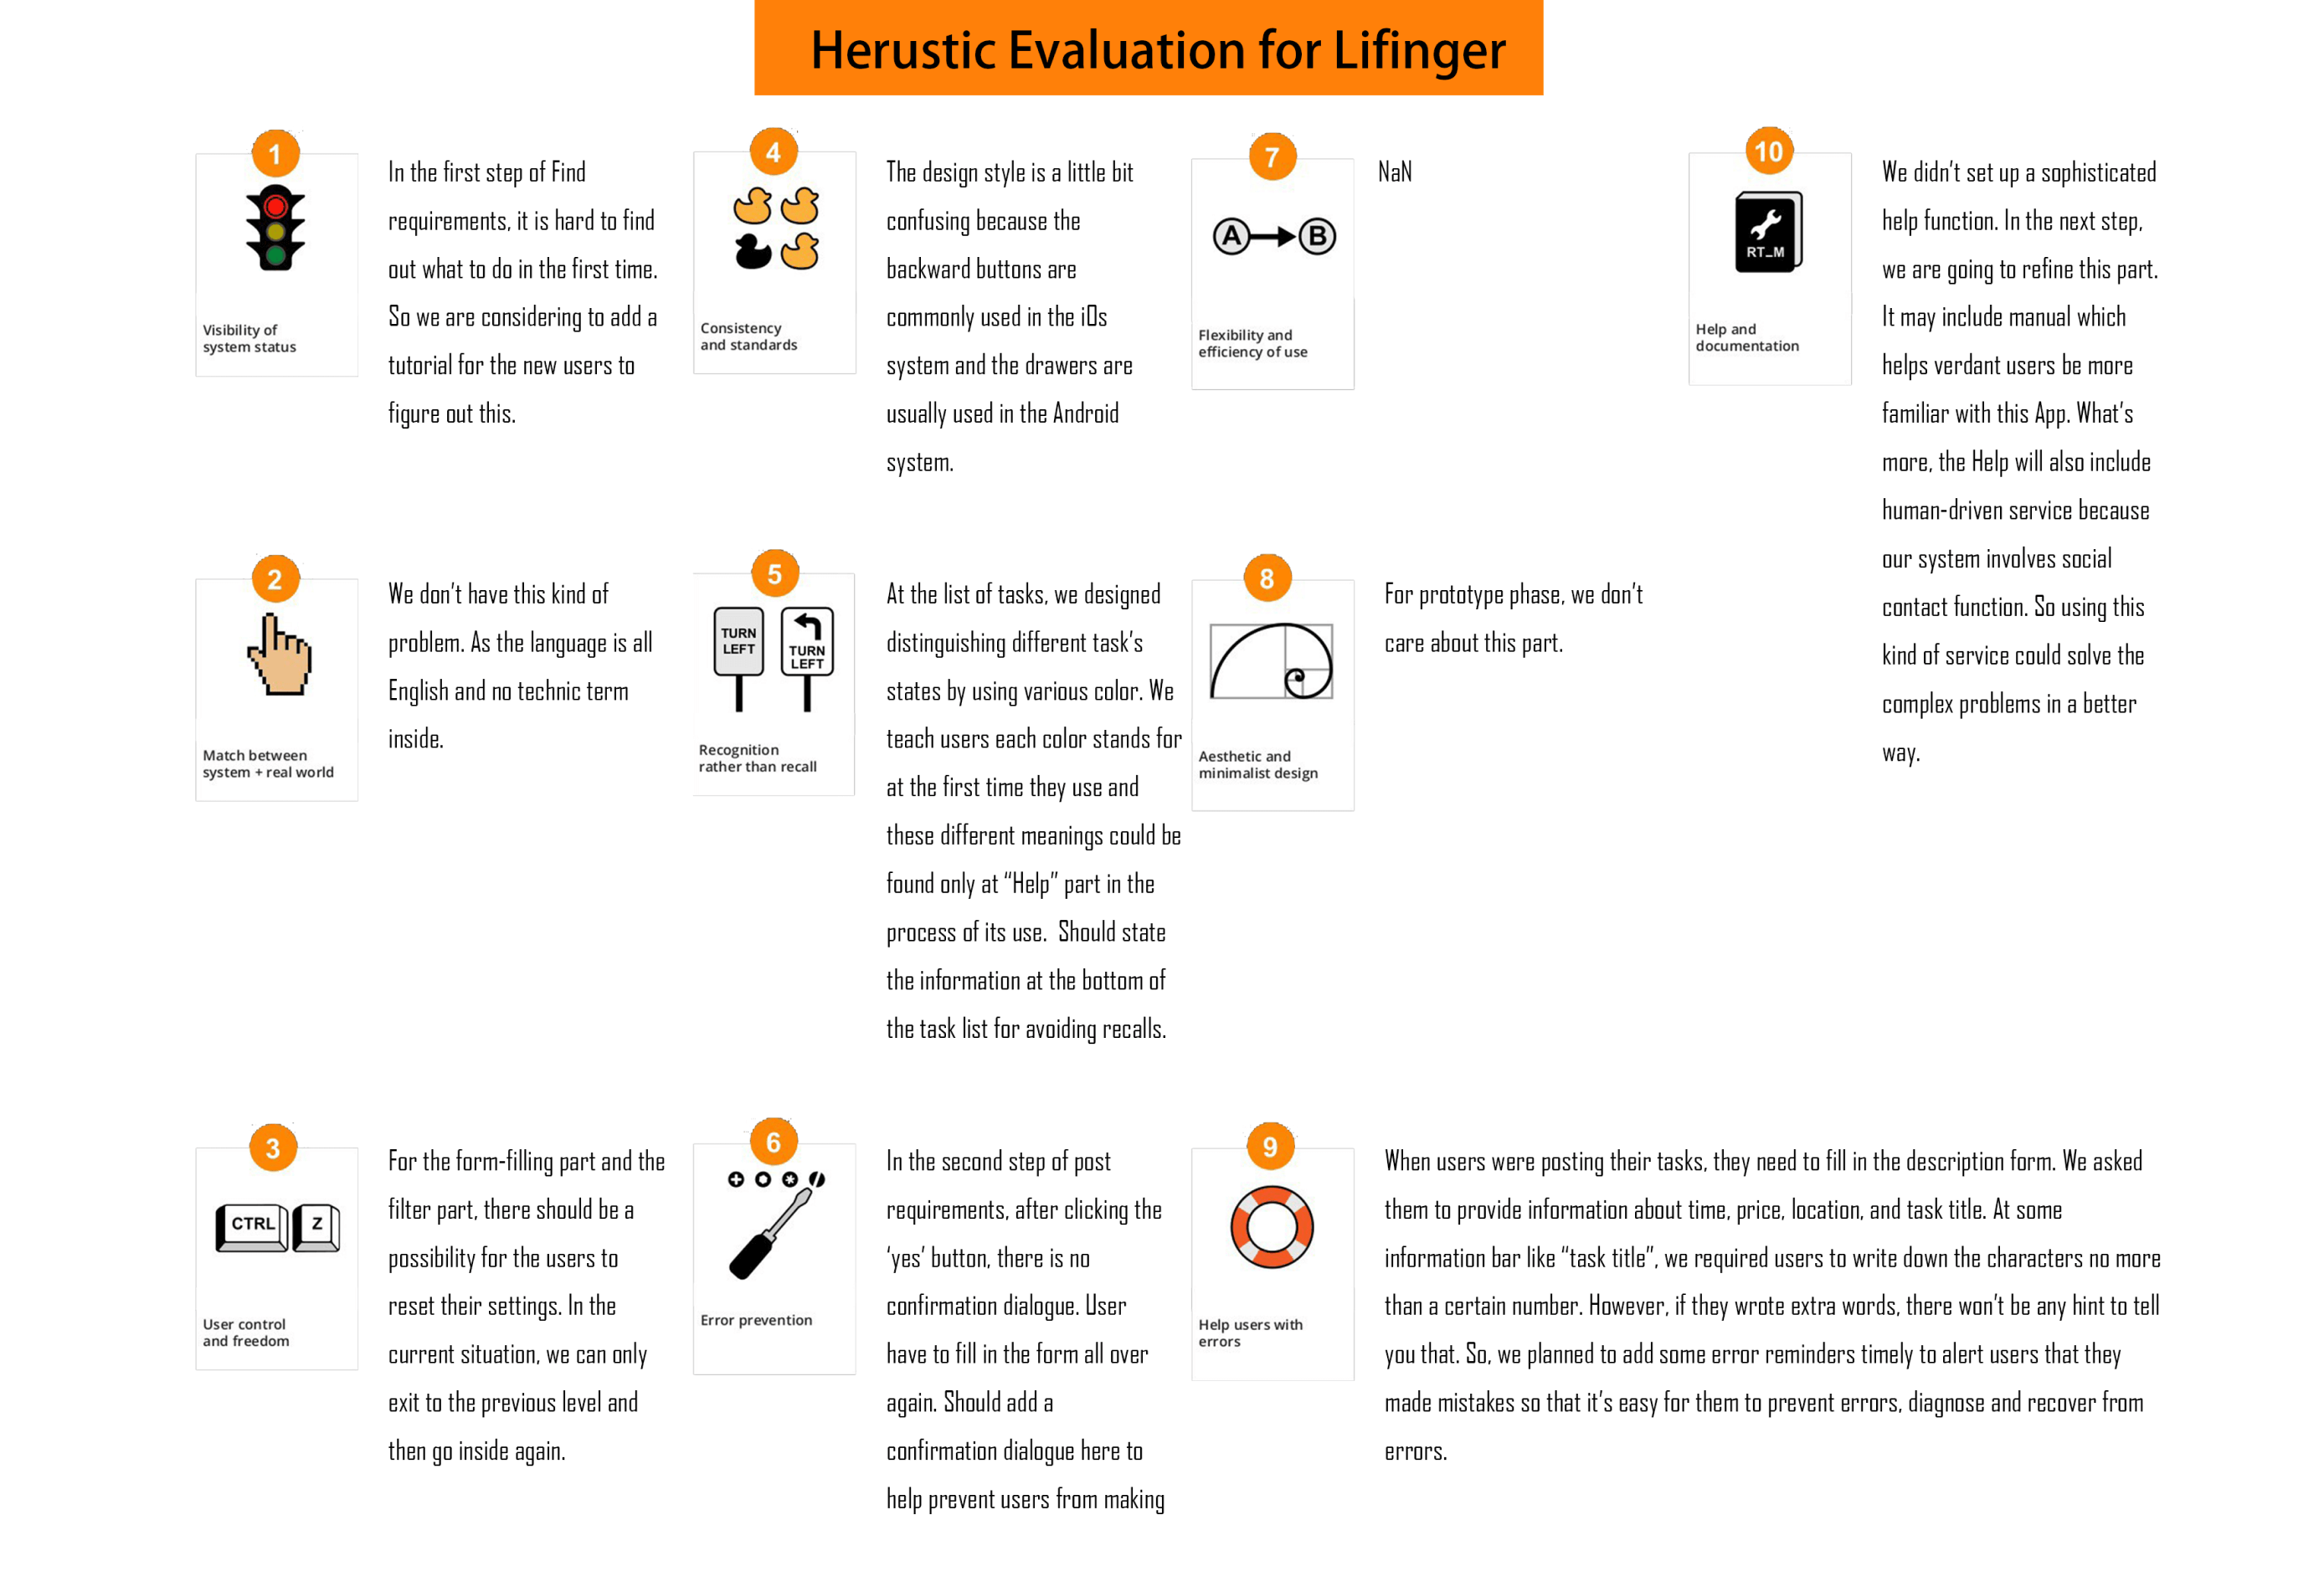 Herustic Evaluation for Lifinger
1
Visibility of
system status
In the first step of Find
requirements, it is hard to find
out what to do in the first time.
So we are considering to add a
tutorial for the new users to
figure out this.
2
Match between
system + real world
We don't have this kind of
problem. As the language is all
English and no technic term
inside.
3
CTRL Z
User control
and freedom
For the form-filling part and the
filter part, there should be a
possibility for the users to
reset their settings. In the
current situation, we can only
exit to the previous level and
then go inside again.
4
Consistency
and standards
The design style is a little bit
confusing because the
backward buttons are
commonly used in the iOs
system and the drawers are
usually used in the Android
system.
5
TURN
LEFT
TURN
LEFT
Recognition
rather than recall
At the list of tasks, we designed
distinguishing different task's
states by using various color. We
teach users each color stands for
at the first time they use and
these different meanings could be
found only at “Help” part in the
process of its use.  Should state
the information at the bottom of
the task list for avoiding recalls.
6
Error prevention
In the second step of post
requirements, after clicking the
‘yes’ button, there is no
confirmation dialogue. User
have to fill in the form all over
again. Should add a
confirmation dialogue here to
help prevent users from making
7
A B
Flexibility and
efficiency of use
NaN
8
Aesthetic and
minimalist design
For prototype phase, we don't
care about this part.
9
Help users with
errors
When users were posting their tasks, they need to fill in the description form. We asked
them to provide information about time, price, location, and task title. At some
information bar like “task title”, we required users to write down the characters no more
than a certain number. However, if they wrote extra words, there won't be any hint to tell
you that. So, we planned to add some error reminders timely to alert users that they
made mistakes so that it's easy for them to prevent errors, diagnose and recover from
errors.
10
RT_M
Help and
documentation
We didn't set up a sophisticated
help function. In the next step,
we are going to refine this part.
It may include manual which
helps verdant users be more
familiar with this App. What's
more, the Help will also include
human-driven service because
our system involves social
contact function. So using this
kind of service could solve the
complex problems in a better
way.